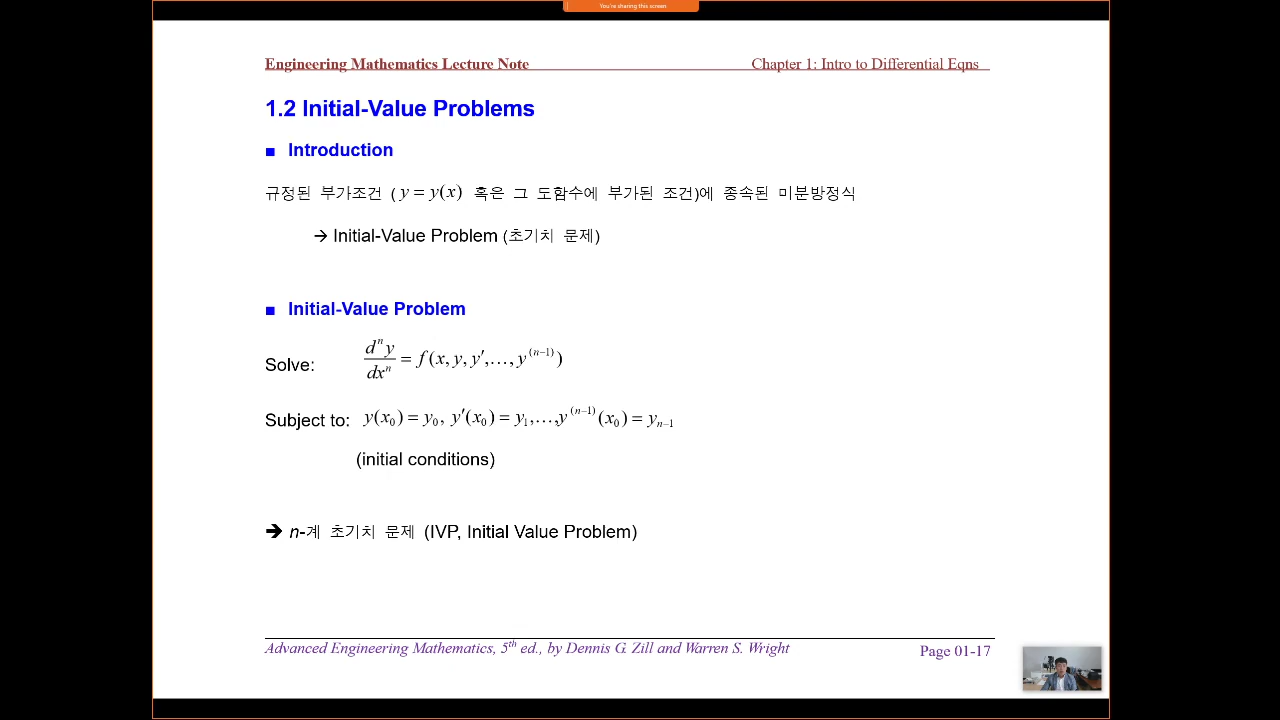 You're sharing this screen
Engineering Mathematics Lecture Note Chapter 1: Intro to Differential Eqns
1.2 Initial-Value Problems
■ Introduction
규정된 부가조건 ( y = y(x) 혹은 그 도함수에 부가된 조건)에 종속된 미분방정식
→ Initial-Value Problem (초기치 문제)
■ Initial-Value Problem
Solve: dⁿy/dxⁿ = f(x, y, y′,…, y⁽ⁿ⁻¹⁾)
Subject to: y(x₀) = y₀, y′(x₀) = y₁,…,y⁽ⁿ⁻¹⁾(x₀) = yₙ₋₁
(initial conditions)
➔ n-계 초기치 문제 (IVP, Initial Value Problem)
Advanced Engineering Mathematics, 5th ed., by Dennis G. Zill and Warren S. Wright Page 01-17